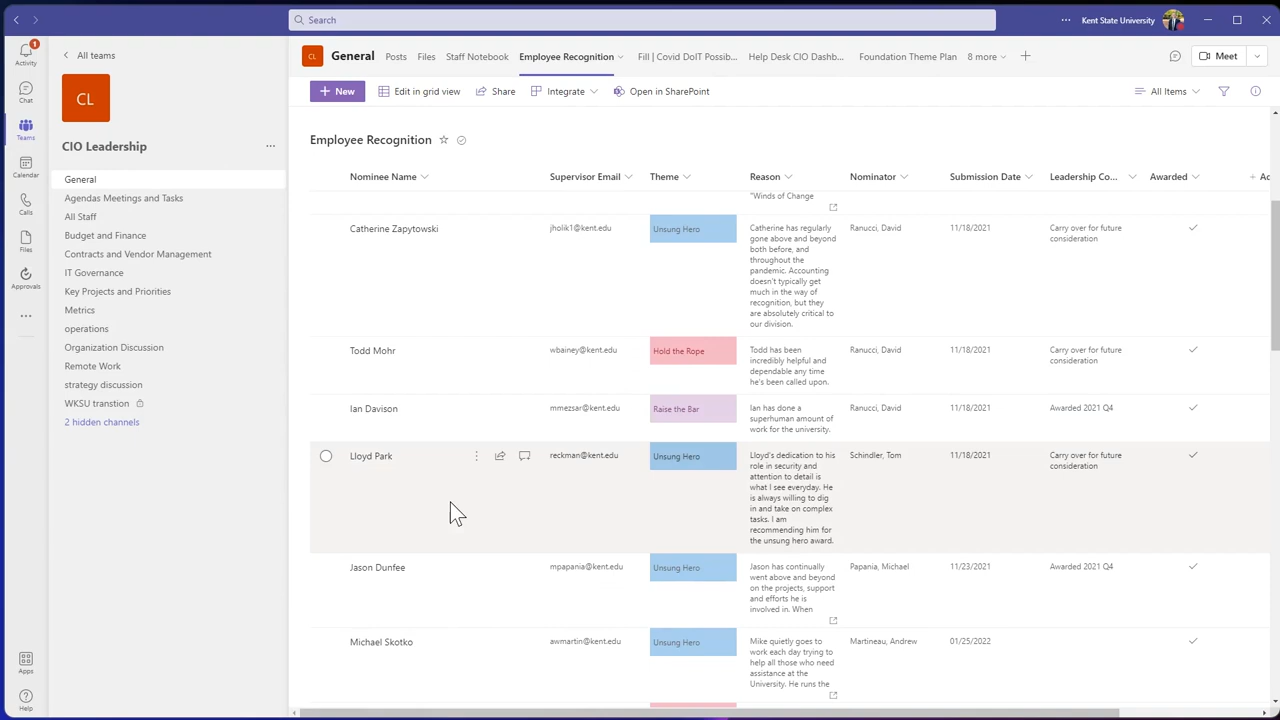 Search
Kent State University
1
Activity
Chat
Teams
Calendar
Calls
Files
Approvals
Apps
Help
All teams
CL
CIO Leadership
General
Agendas Meetings and Tasks
All Staff
Budget and Finance
Contracts and Vendor Management
IT Governance
Key Projects and Priorities
Metrics
operations
Organization Discussion
Remote Work
strategy discussion
WKSU transtion
2 hidden channels
CL General Posts Files Staff Notebook Employee Recognition Fill | Covid DoIT Possib... Help Desk CIO Dashb... Foundation Theme Plan 8 more Meet
New Edit in grid view Share Integrate Open in SharePoint All Items
Employee Recognition
Nominee Name Supervisor Email Theme Reason Nominator Submission Date Leadership Co... Awarded + Ad
"Winds of Change
Catherine Zapytowski jholik1@kent.edu Unsung Hero Catherine has regularly Ranucci, David 11/18/2021 Carry over for future
gone above and beyond consideration
both before, and
throughout the
pandemic. Accounting
doesn't typically get
much in the way of
recognition, but they
are absolutely critical to
our division.
Todd Mohr wbainey@kent.edu Hold the Rope Todd has been Ranucci, David 11/18/2021 Carry over for future
incredibly helpful and consideration
dependable any time
he's been called upon.
Ian Davison mmezsar@kent.edu Raise the Bar Ian has done a Ranucci, David 11/18/2021 Awarded 2021 Q4
superhuman amount of
work for the university.
Lloyd Park reckman@kent.edu Unsung Hero Lloyd's dedication to his Schindler, Tom 11/18/2021 Carry over for future
role in security and consideration
attention to detail is
what I see everyday. He
is always willing to dig
in and take on complex
tasks. I am
recommending him for
the unsung hero award.
Jason Dunfee mpapania@kent.edu Unsung Hero Jason has continually Papania, Michael 11/23/2021 Awarded 2021 Q4
went above and beyond
on the projects, support
and efforts he is
involved in. When
Michael Skotko awmartin@kent.edu Unsung Hero Mike quietly goes to Martineau, Andrew 01/25/2022
work each day trying to
help all those who need
assistance at the
University. He runs the